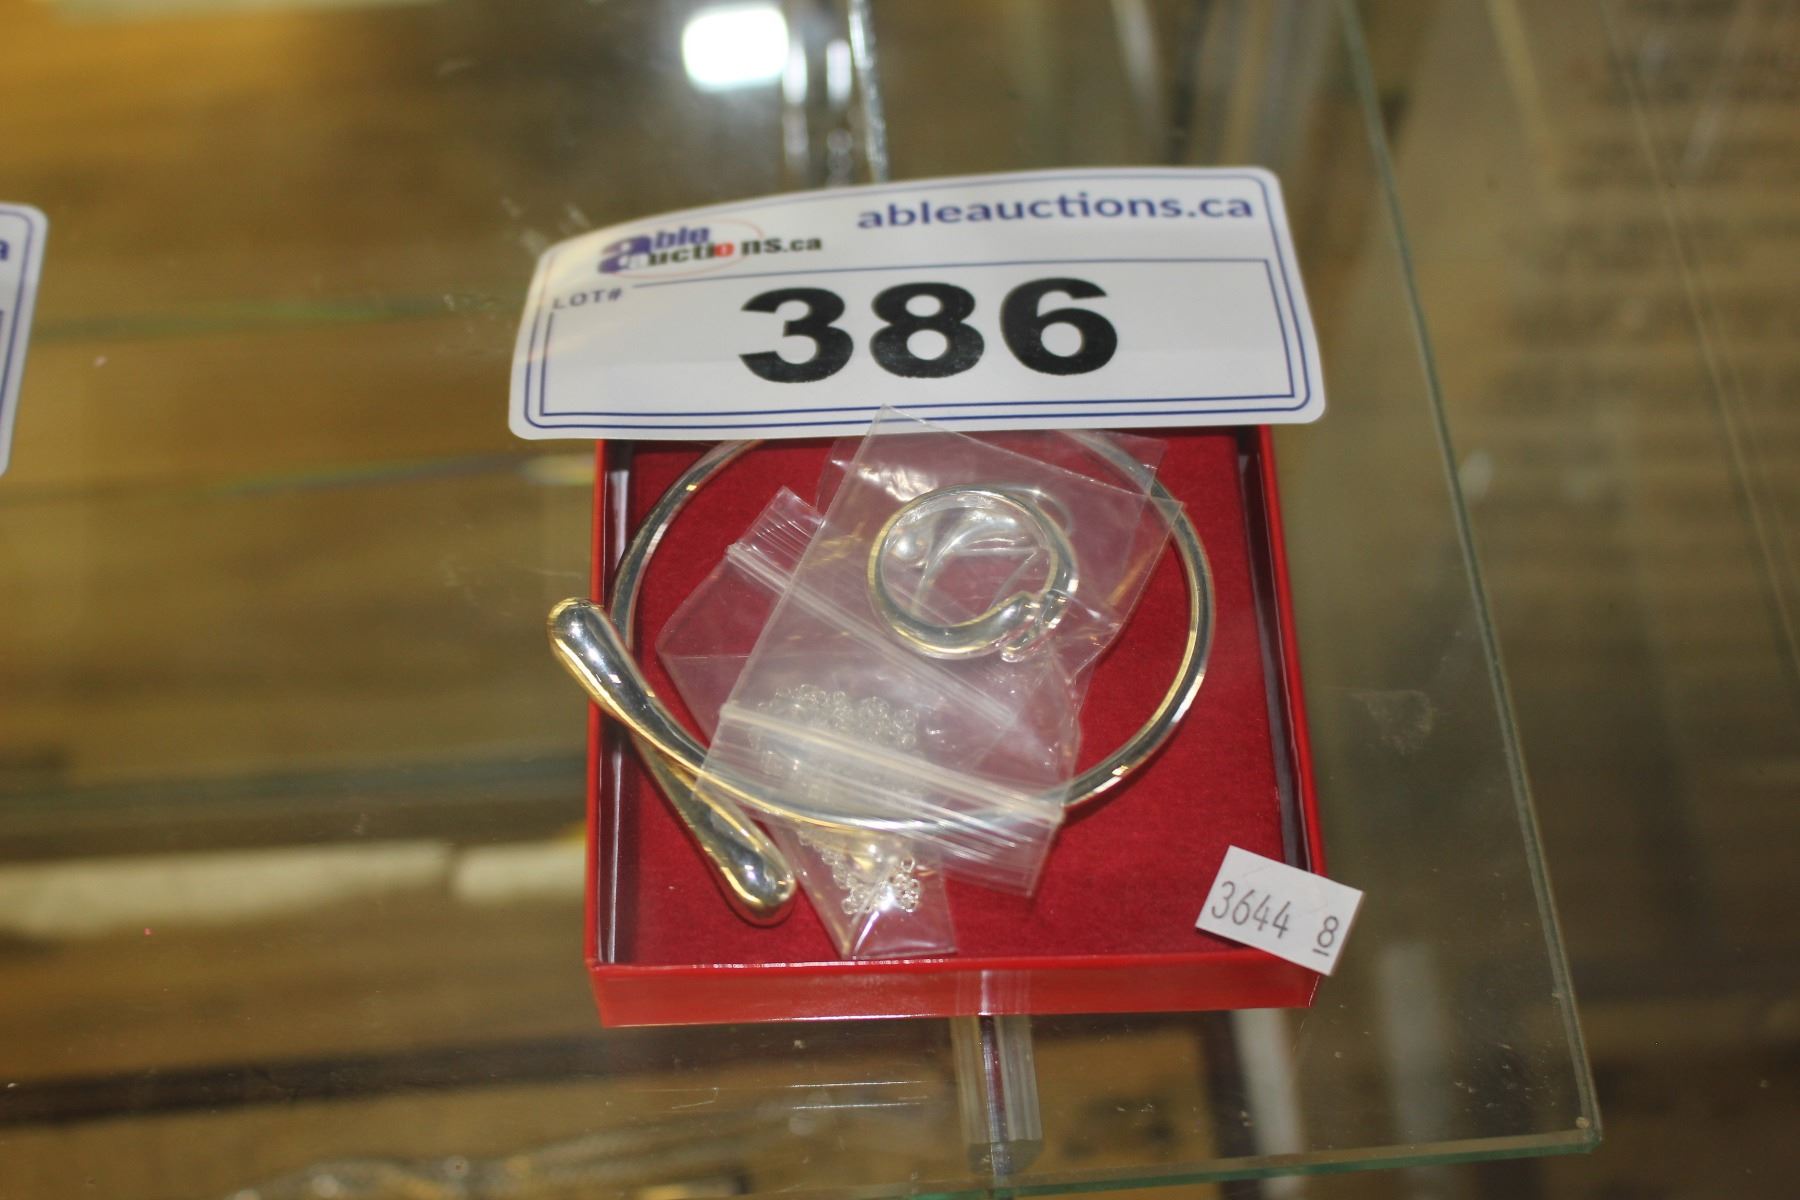 ableauctions.ca
able
auctions.ca
LOT#
386
3644 8
a